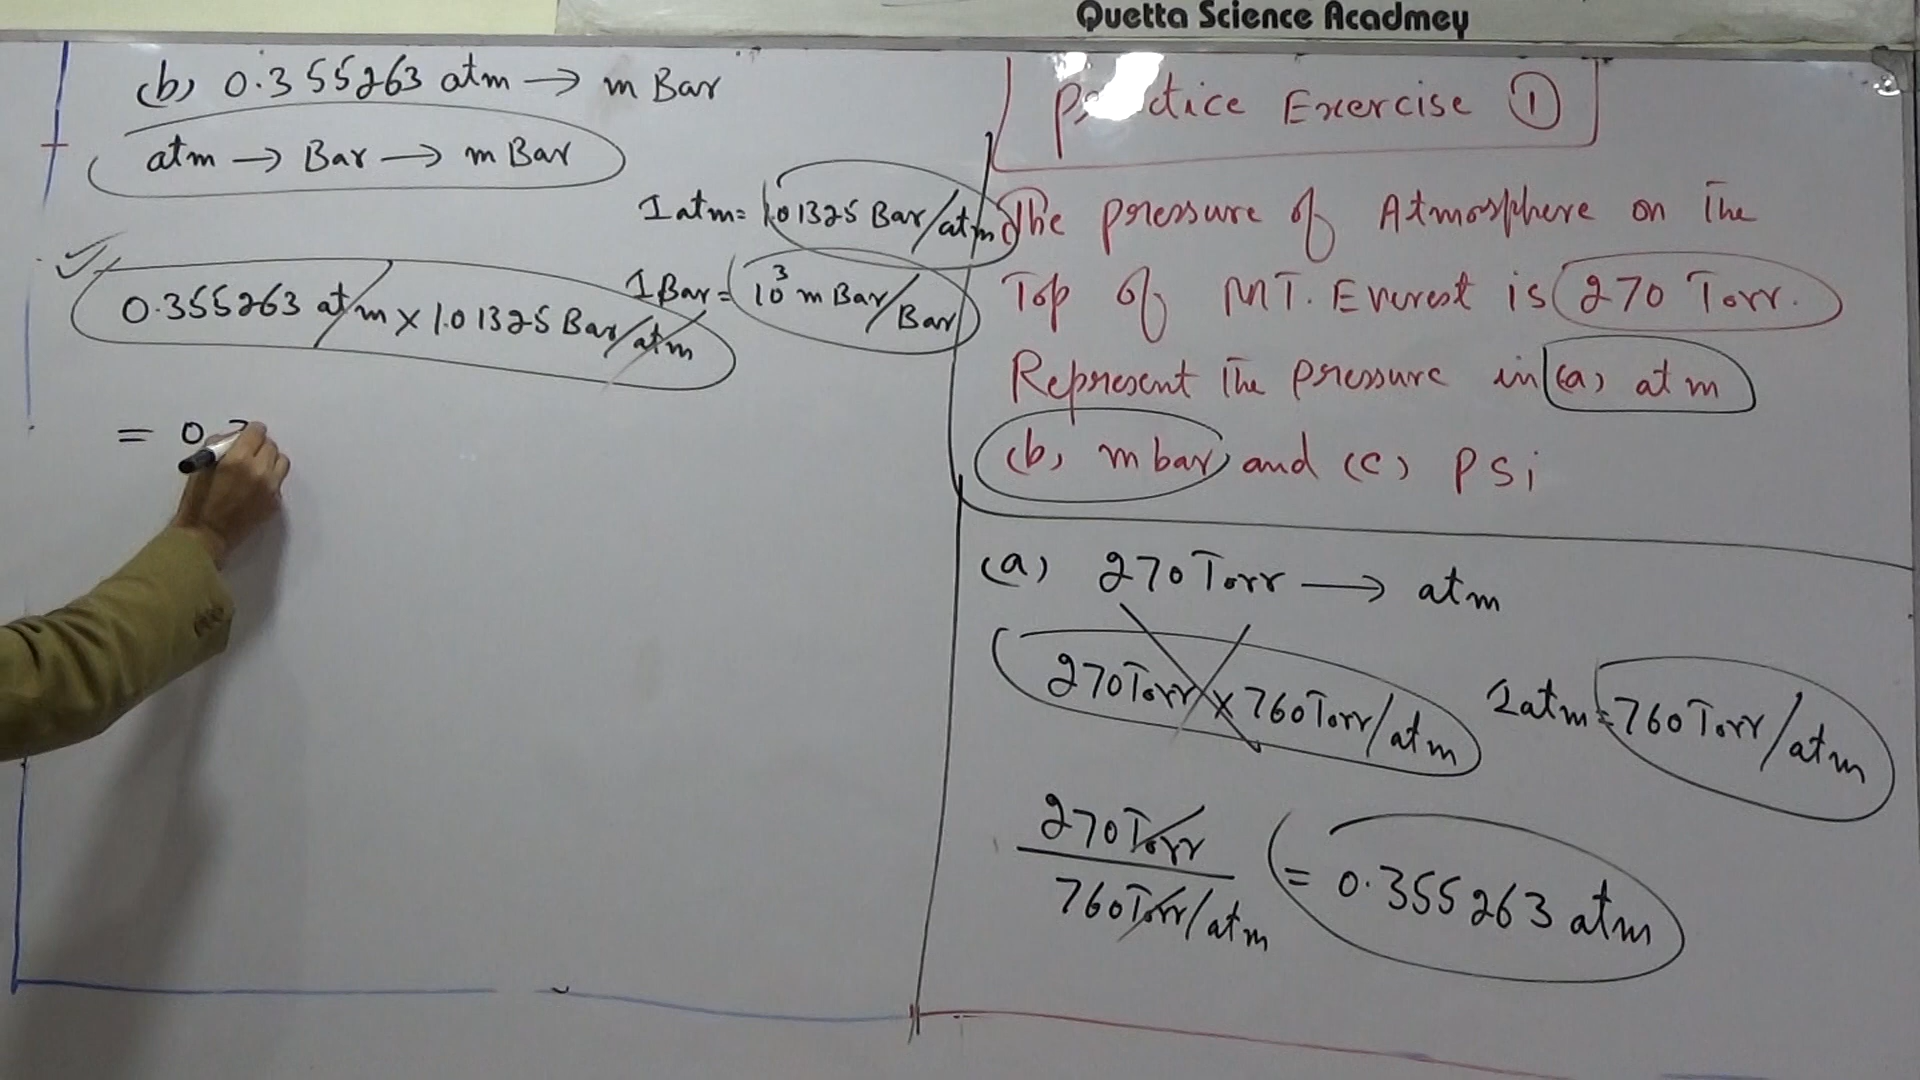 Quetta Science Acadmey
(b) 0.355263 atm → m Bar
atm → Bar → m Bar
1 atm = 1.01325 Bar/atm
1 Bar = 10³ m Bar/Bar
0.355263 atm × 1.01325 Bar/atm
= 0.3
Practice Exercise ①
The pressure of Atmosphere on The
Top of MT. Everest is 270 Torr.
Represent The pressure in (a) atm
(b) m bar and (c) Psi
(a) 270 Torr → atm
270 Torr × 760 Torr/atm
1 atm = 760 Torr/atm
270 Torr
760 Torr/atm
= 0.355263 atm